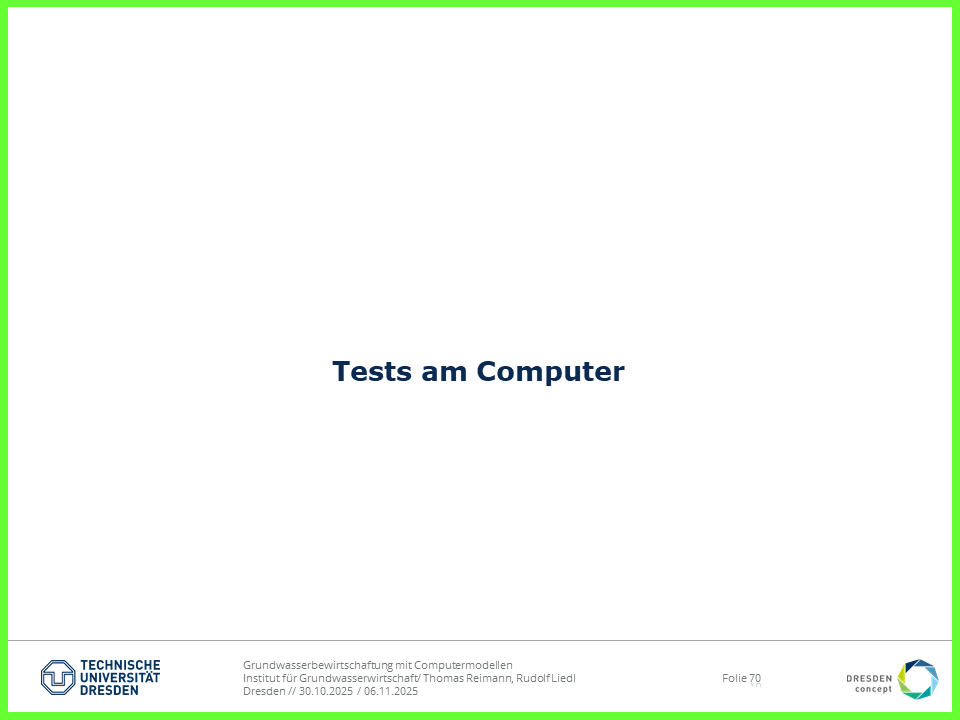 Tests am Computer
TECHNISCHE
UNIVERSITÄT
DRESDEN
Grundwasserbewirtschaftung mit Computermodellen
Institut für Grundwasserwirtschaft/ Thomas Reimann, Rudolf Liedl
Dresden // 30.10.2025 / 06.11.2025
Folie 70
DRESDEN
concept